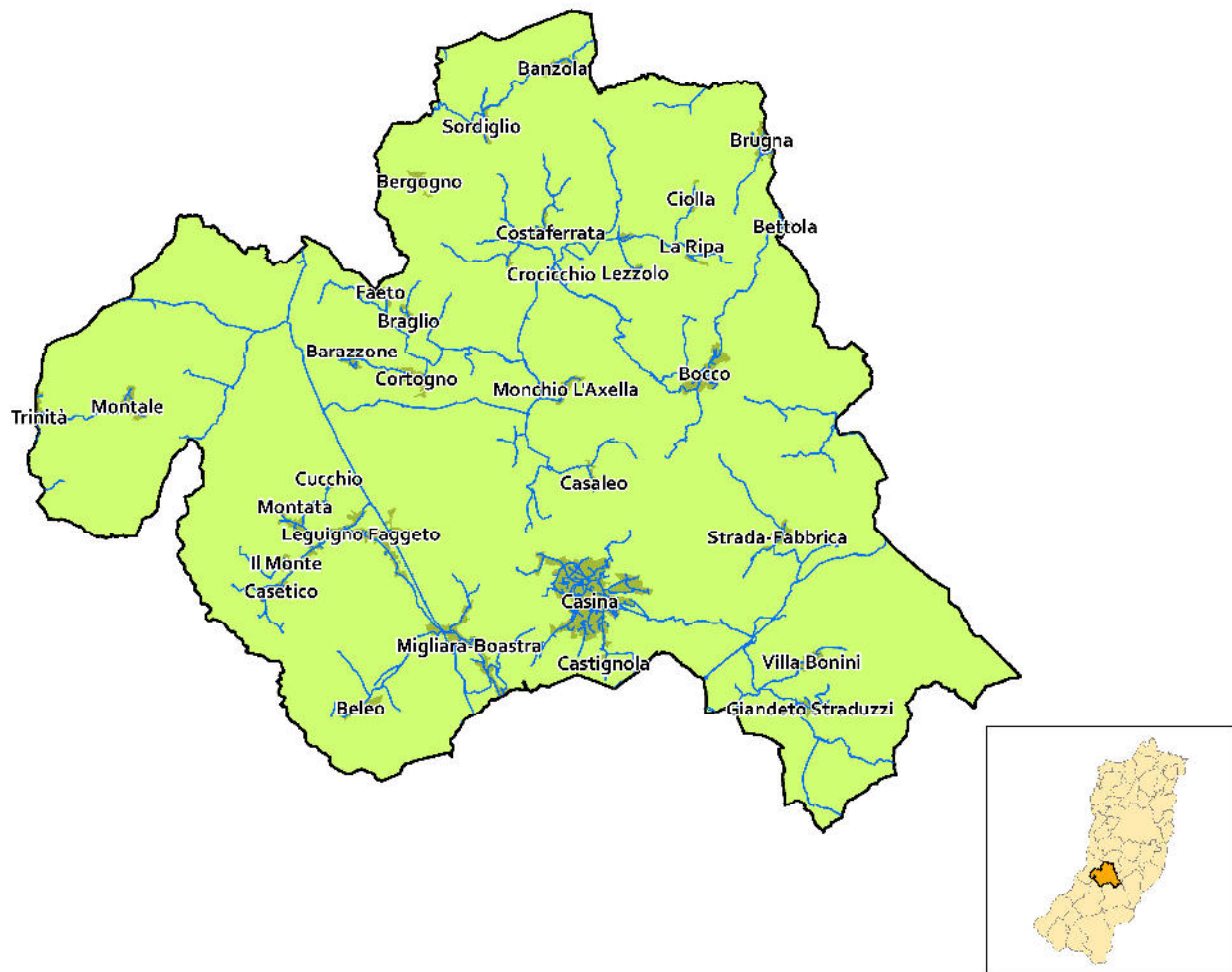 Banzola
Sordiglio
Brugna
Bergogno
Ciolla
Bettola
Costaferrata
La Ripa
Crocicchio
Lezzolo
Faeto
Braglio
Barazzone
Cortogno
Bocco
Monchio L'Axella
Montale
Trinità
Cucchio
Casaleo
Montata
Leguigno Faggeto
Strada-Fabbrica
Il Monte
Casetico
Casina
Migliara-Boastra
Castignola
Villa Bonini
Beleo
Giandeto Straduzzi